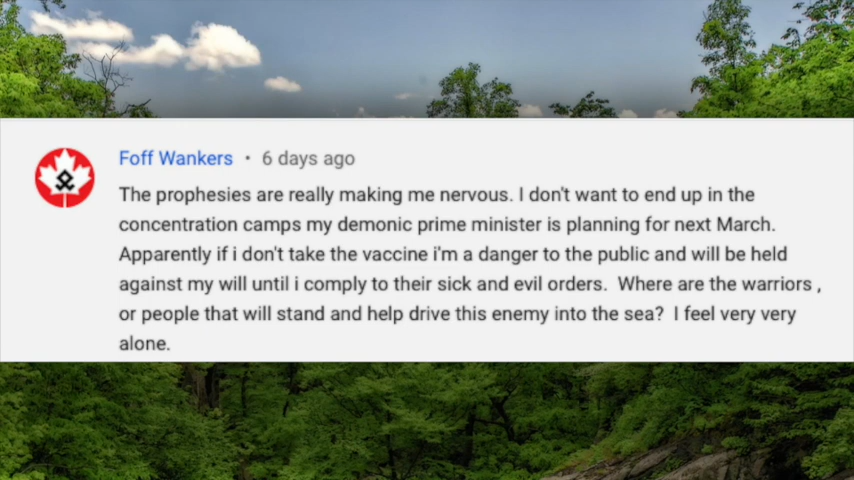 Foff Wankers • 6 days ago
The prophesies are really making me nervous. I don't want to end up in the
concentration camps my demonic prime minister is planning for next March.
Apparently if i don't take the vaccine i'm a danger to the public and will be held
against my will until i comply to their sick and evil orders.  Where are the warriors ,
or people that will stand and help drive this enemy into the sea?  I feel very very
alone.